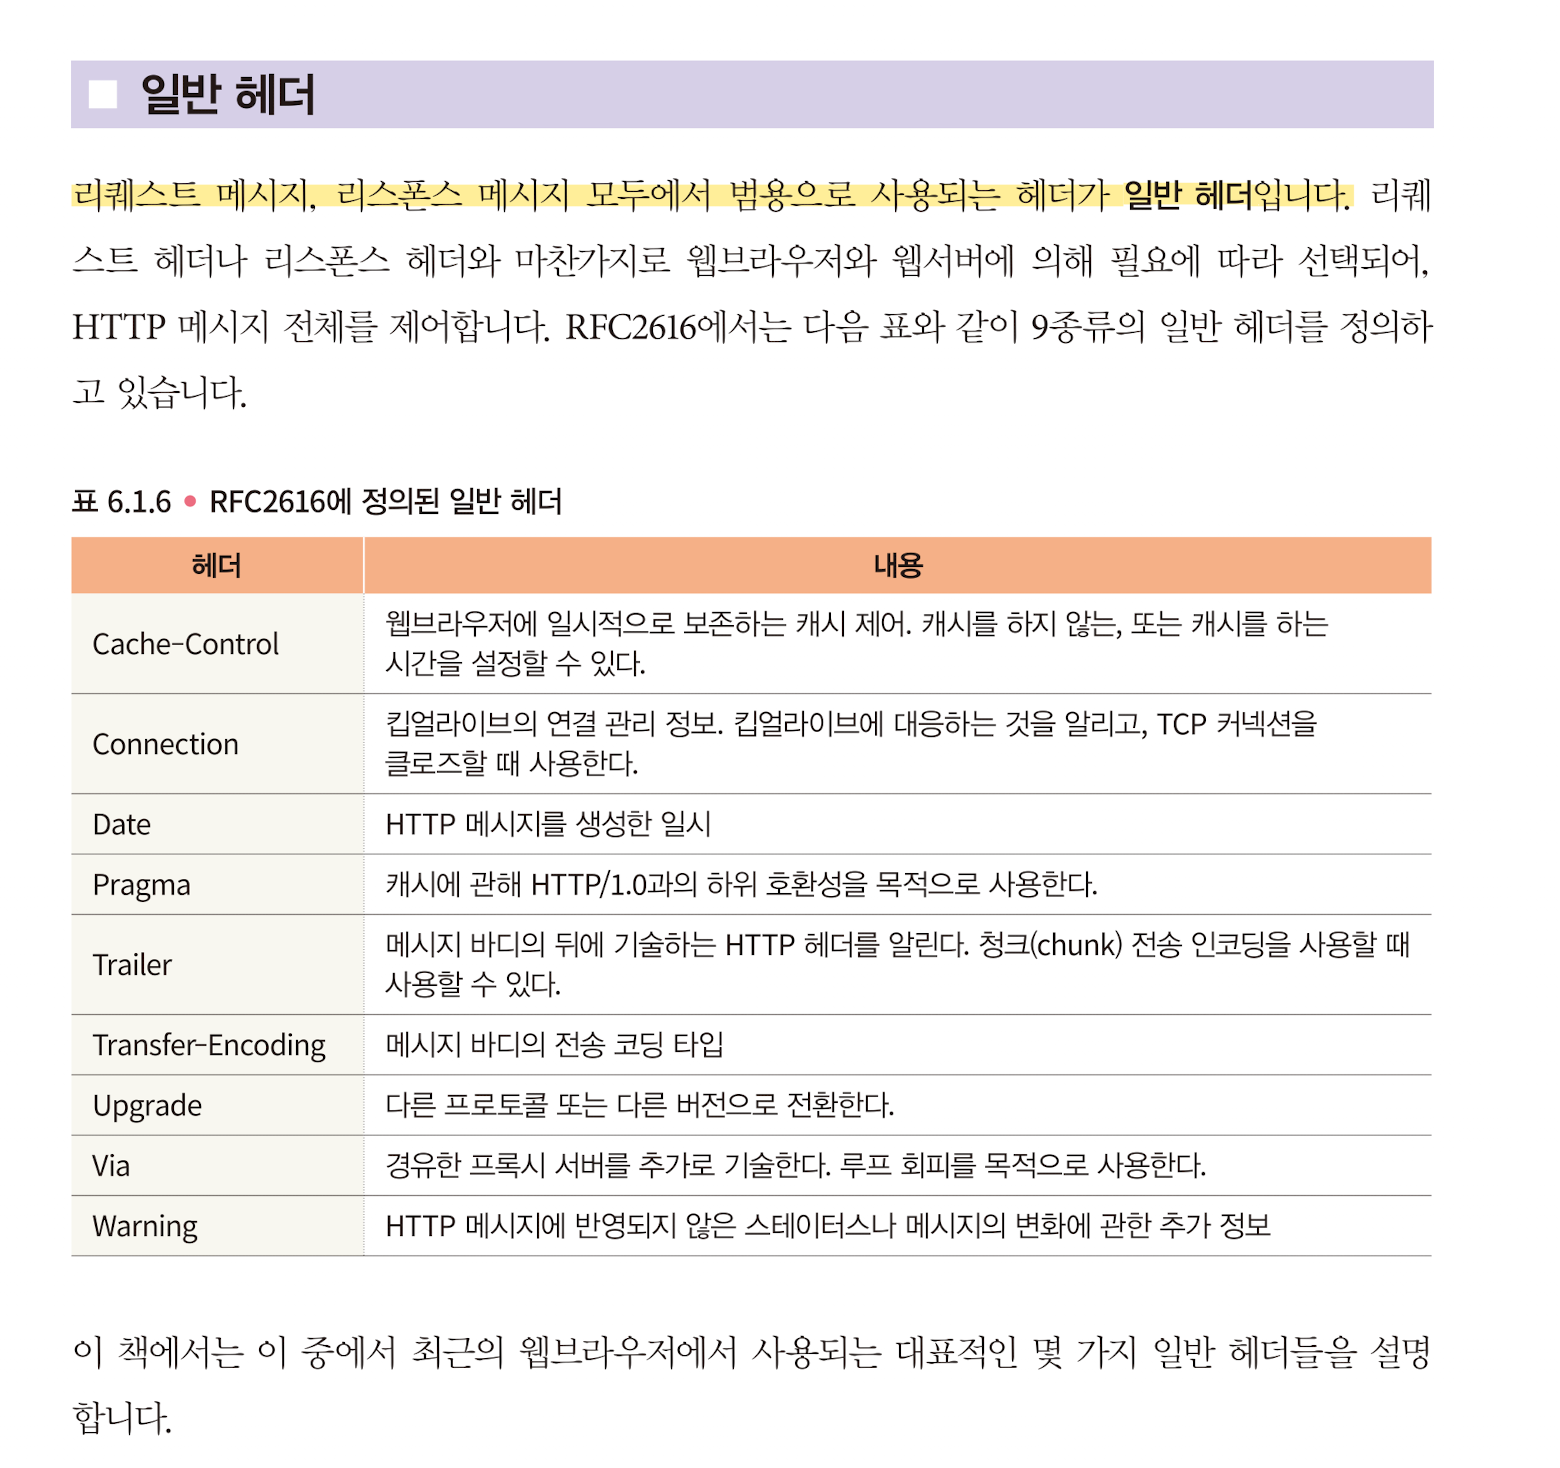 일반 헤더
리퀘스트 메시지, 리스폰스 메시지 모두에서 범용으로 사용되는 헤더가 일반 헤더입니다. 리퀘
스트 헤더나 리스폰스 헤더와 마찬가지로 웹브라우저와 웹서버에 의해 필요에 따라 선택되어,
HTTP 메시지 전체를 제어합니다. RFC2616에서는 다음 표와 같이 9종류의 일반 헤더를 정의하
고 있습니다.
표 6.1.6 • RFC2616에 정의된 일반 헤더
헤더 내용
Cache-Control 웹브라우저에 일시적으로 보존하는 캐시 제어. 캐시를 하지 않는, 또는 캐시를 하는
시간을 설정할 수 있다.
Connection 킵얼라이브의 연결 관리 정보. 킵얼라이브에 대응하는 것을 알리고, TCP 커넥션을
클로즈할 때 사용한다.
Date HTTP 메시지를 생성한 일시
Pragma 캐시에 관해 HTTP/1.0과의 하위 호환성을 목적으로 사용한다.
Trailer 메시지 바디의 뒤에 기술하는 HTTP 헤더를 알린다. 청크(chunk) 전송 인코딩을 사용할 때
사용할 수 있다.
Transfer-Encoding 메시지 바디의 전송 코딩 타입
Upgrade 다른 프로토콜 또는 다른 버전으로 전환한다.
Via 경유한 프록시 서버를 추가로 기술한다. 루프 회피를 목적으로 사용한다.
Warning HTTP 메시지에 반영되지 않은 스테이터스나 메시지의 변화에 관한 추가 정보
이 책에서는 이 중에서 최근의 웹브라우저에서 사용되는 대표적인 몇 가지 일반 헤더들을 설명
합니다.